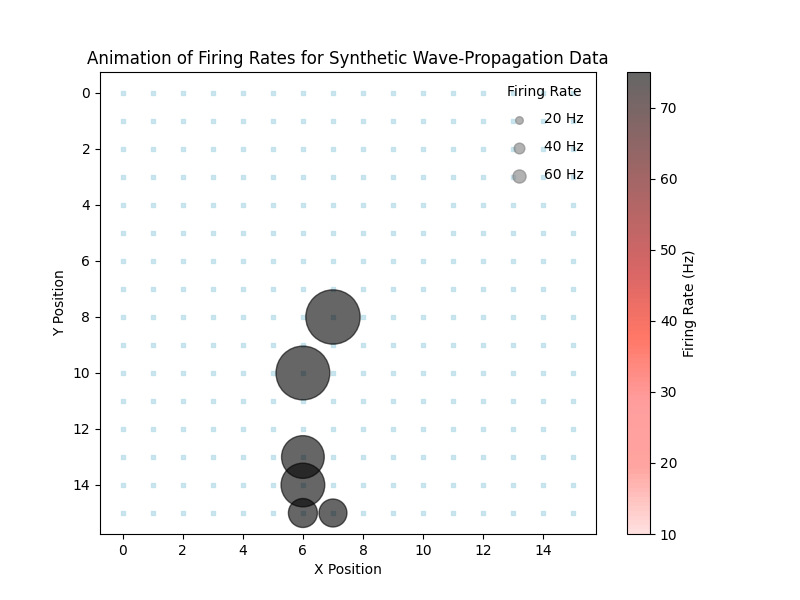 Animation of Firing Rates for Synthetic Wave-Propagation Data
Firing Rate
20 Hz
40 Hz
60 Hz
0
2
4
6
8
10
12
14
Y Position
0 2 4 6 8 10 12 14
X Position
70
60
50
40
30
20
10
Firing Rate (Hz)